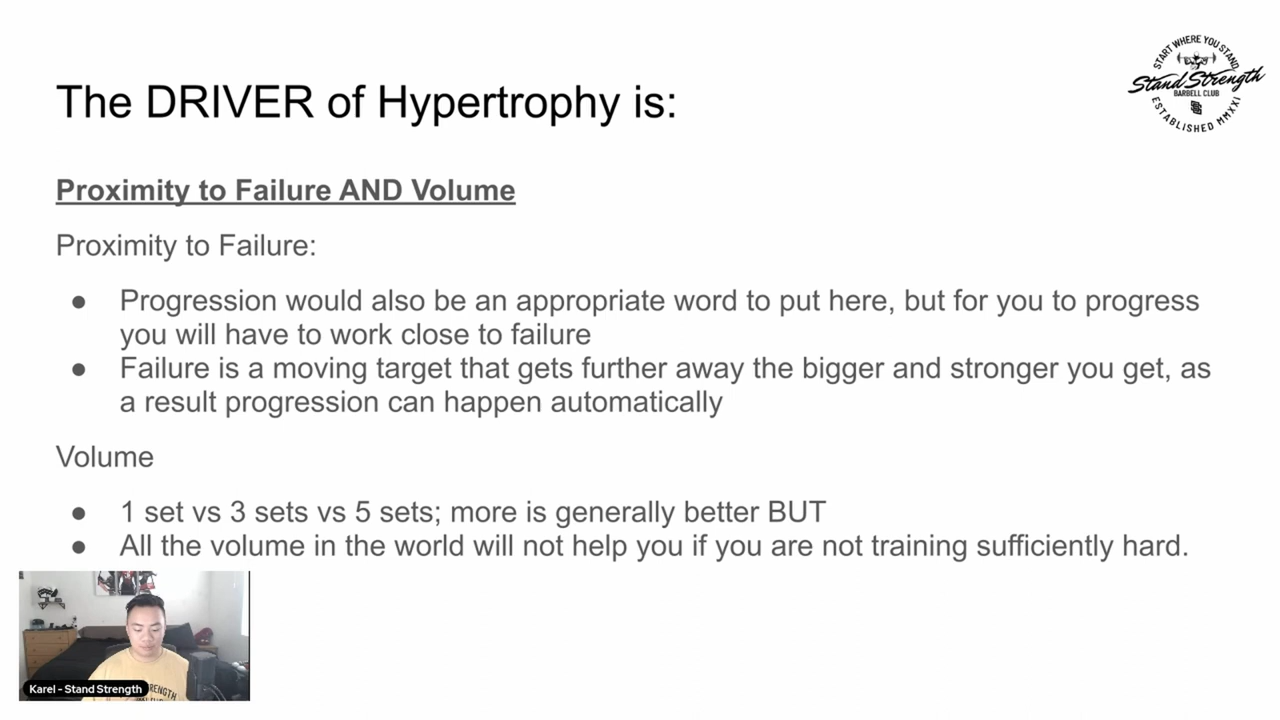 The DRIVER of Hypertrophy is:
START WHERE YOU STAND
Stand Strength
BARBELL CLUB
ESTABLISHED MMXXI
Proximity to Failure AND Volume
Proximity to Failure:
● Progression would also be an appropriate word to put here, but for you to progress
you will have to work close to failure
● Failure is a moving target that gets further away the bigger and stronger you get, as
a result progression can happen automatically
Volume
● 1 set vs 3 sets vs 5 sets; more is generally better BUT
● All the volume in the world will not help you if you are not training sufficiently hard.
Karel – Stand Strength